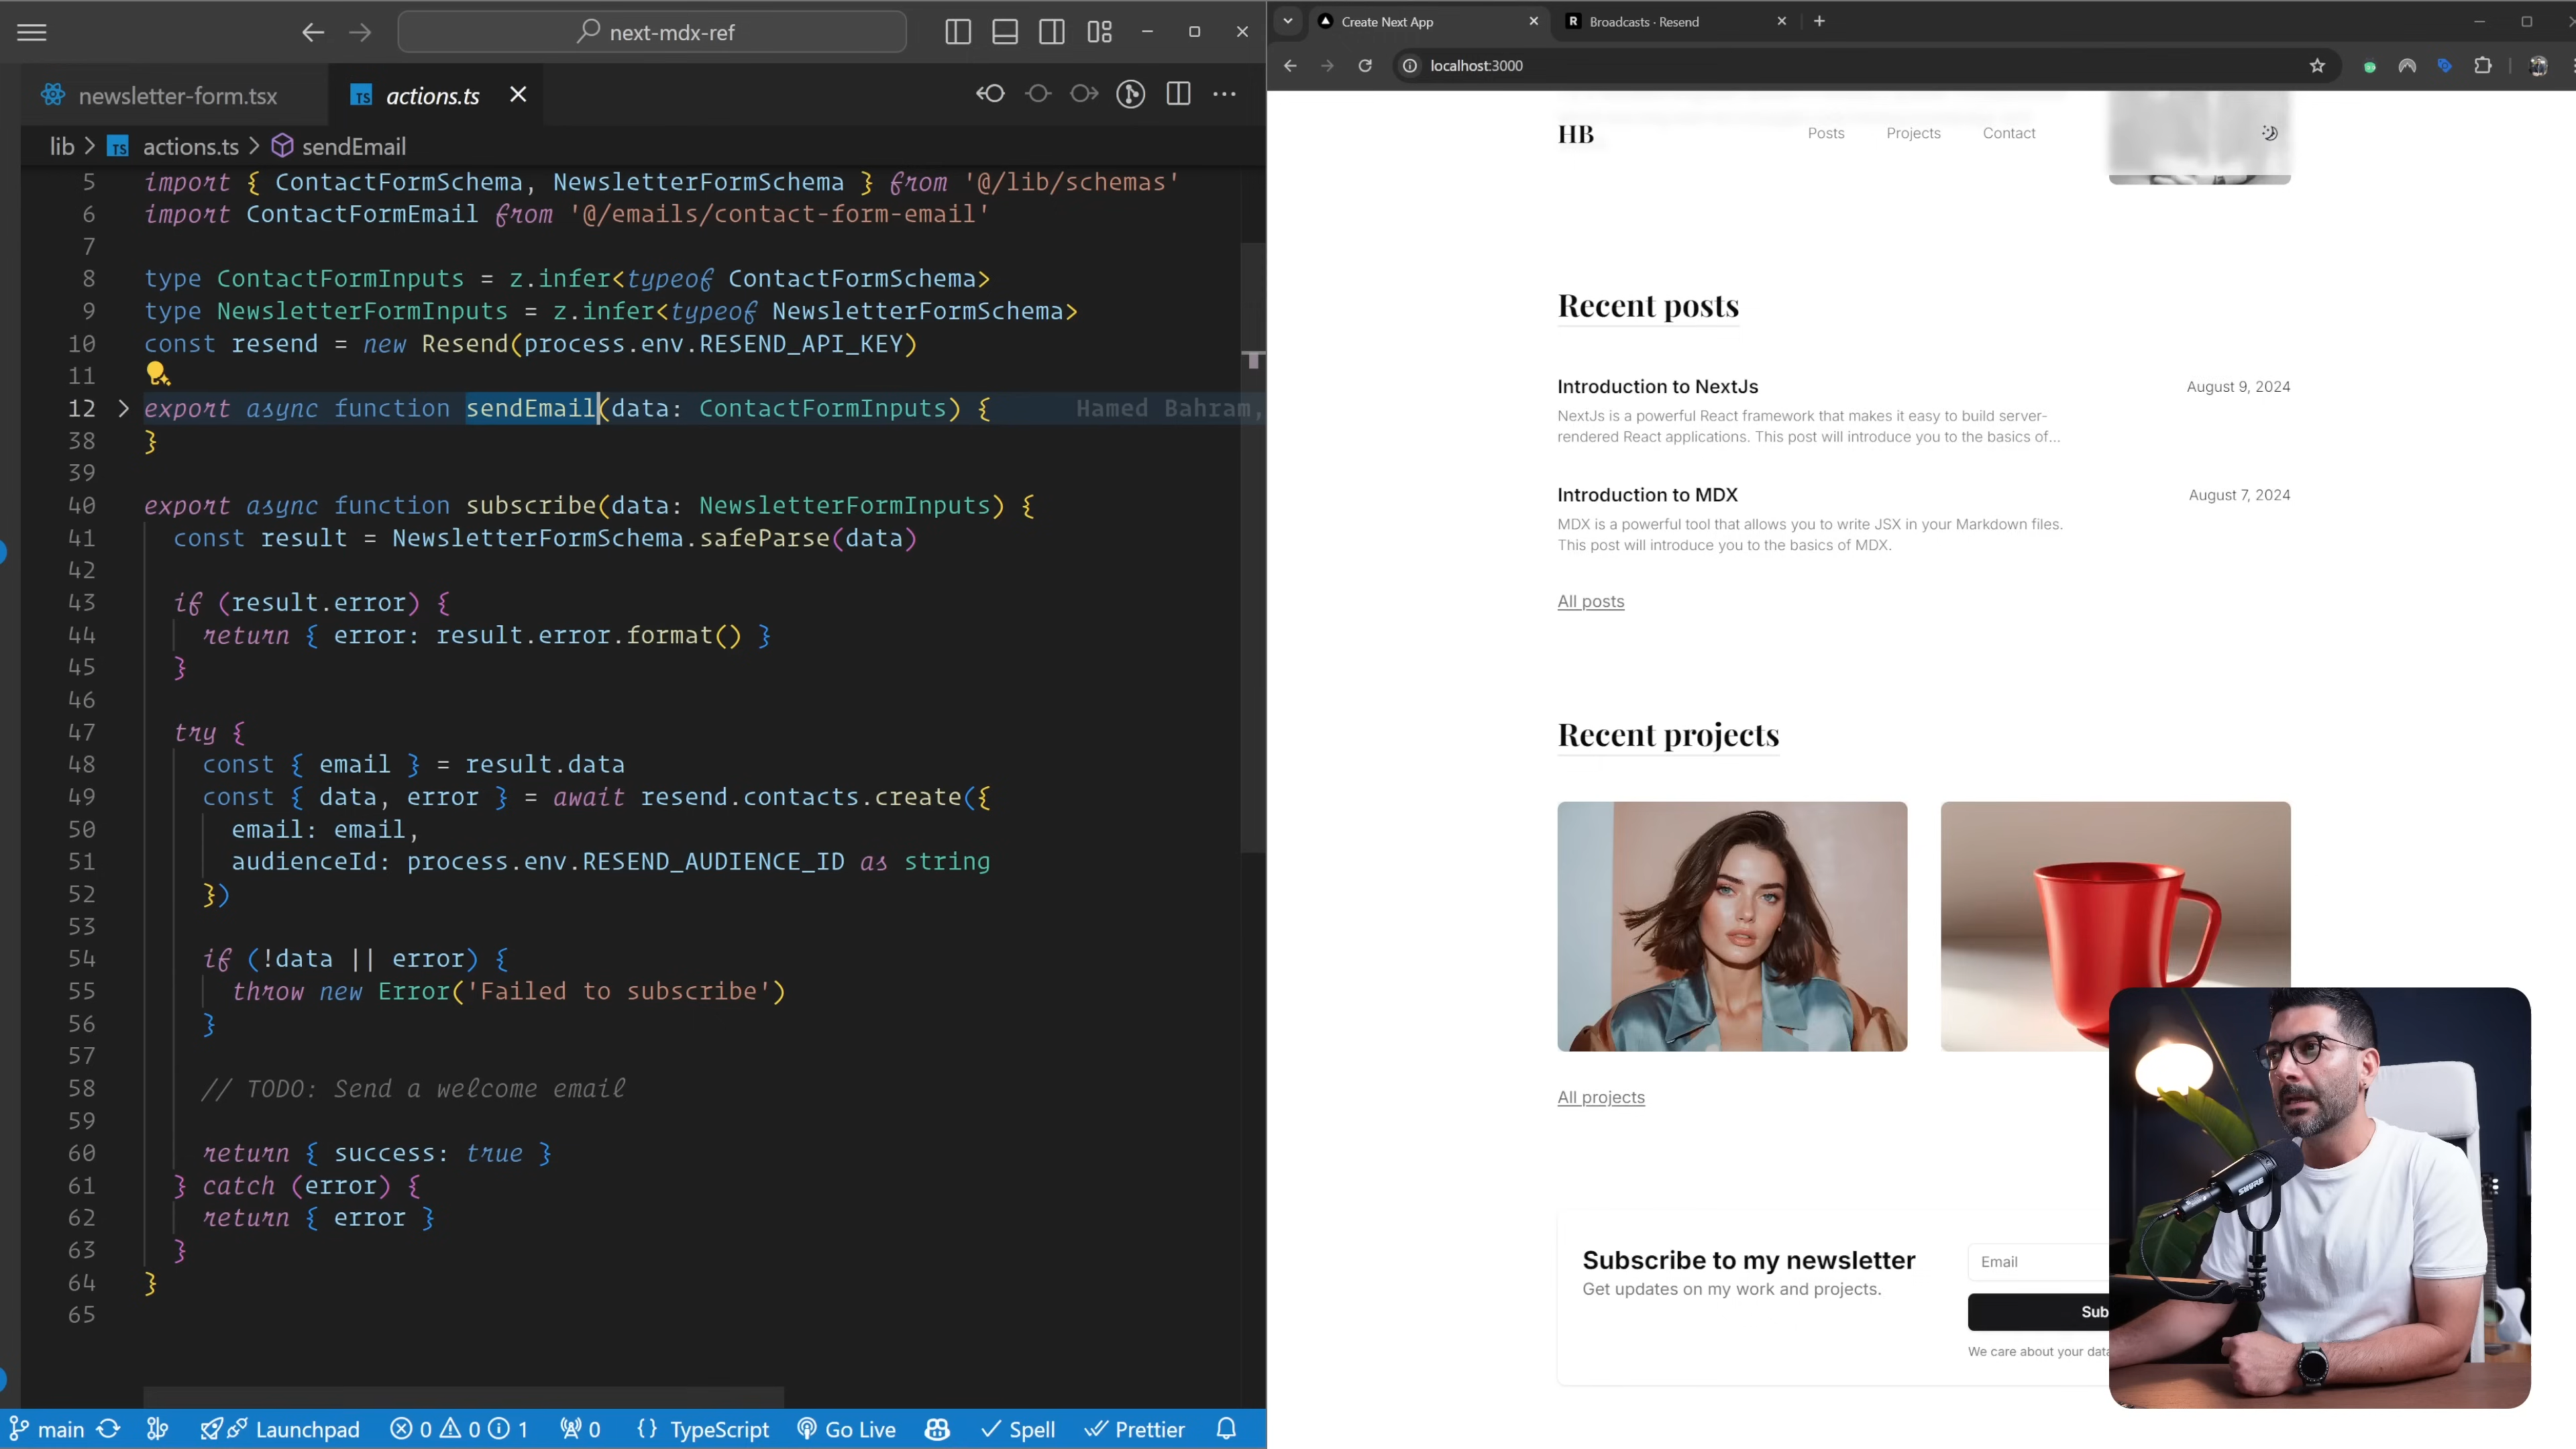 next-mdx-ref
newsletter-form.tsx
TS actions.ts
lib > TS actions.ts > sendEmail
5 import { ContactFormSchema, NewsletterFormSchema } from '@/lib/schemas'
6 import ContactFormEmail from '@/emails/contact-form-email'
7
8 type ContactFormInputs = z.infer<typeof ContactFormSchema>
9 type NewsletterFormInputs = z.infer<typeof NewsletterFormSchema>
10 const resend = new Resend(process.env.RESEND_API_KEY)
11
12 export async function sendEmail(data: ContactFormInputs) { Hamed Bahram,
38 }
39
40 export async function subscribe(data: NewsletterFormInputs) {
41 const result = NewsletterFormSchema.safeParse(data)
42
43 if (result.error) {
44 return { error: result.error.format() }
45 }
46
47 try {
48 const { email } = result.data
49 const { data, error } = await resend.contacts.create({
50 email: email,
51 audienceId: process.env.RESEND_AUDIENCE_ID as string
52 })
53
54 if (!data || error) {
55 throw new Error('Failed to subscribe')
56 }
57
58 // TODO: Send a welcome email
59
60 return { success: true }
61 } catch (error) {
62 return { error }
63 }
64 }
65
main Launchpad 0 0 1 0 {} TypeScript Go Live Spell Prettier
Create Next App
R Broadcasts · Resend
localhost:3000
HB
Posts
Projects
Contact
Recent posts
Introduction to NextJs
August 9, 2024
NextJs is a powerful React framework that makes it easy to build server-
rendered React applications. This post will introduce you to the basics of...
Introduction to MDX
August 7, 2024
MDX is a powerful tool that allows you to write JSX in your Markdown files.
This post will introduce you to the basics of MDX.
All posts
Recent projects
All projects
Subscribe to my newsletter
Get updates on my work and projects.
Email
Sub
We care about your data
SHURE